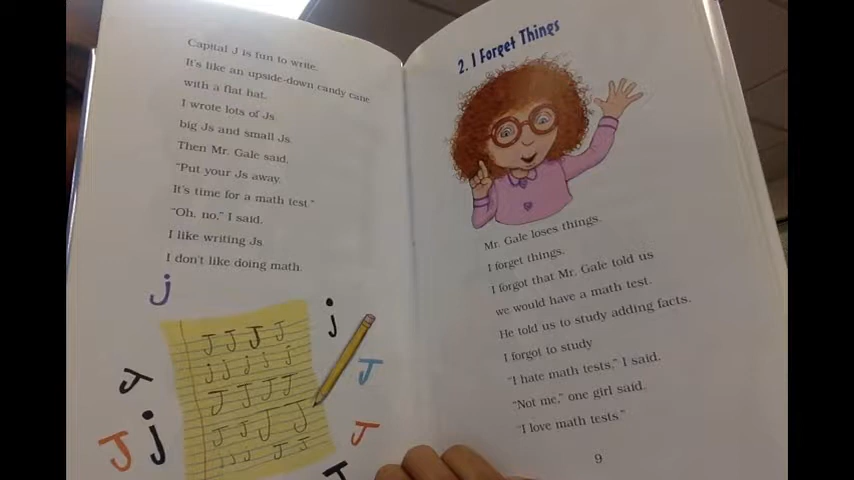 Capital J is fun to write.
It's like an upside-down candy cane
with a flat hat.
I wrote lots of Js
big Js and small Js.
Then Mr. Gale said,
"Put your Js away.
It's time for a math test."
"Oh, no," I said.
I like writing Js.
I don't like doing math.
j
j
J J J J
j j j j j
J J J J
J J J J
J J J J J
J
J
J
j
J
J
2. I Forget Things
Mr. Gale loses things.
I forget things.
I forgot that Mr. Gale told us
we would have a math test.
He told us to study adding facts.
I forgot to study
"I hate math tests," I said.
"Not me," one girl said.
"I love math tests."
9